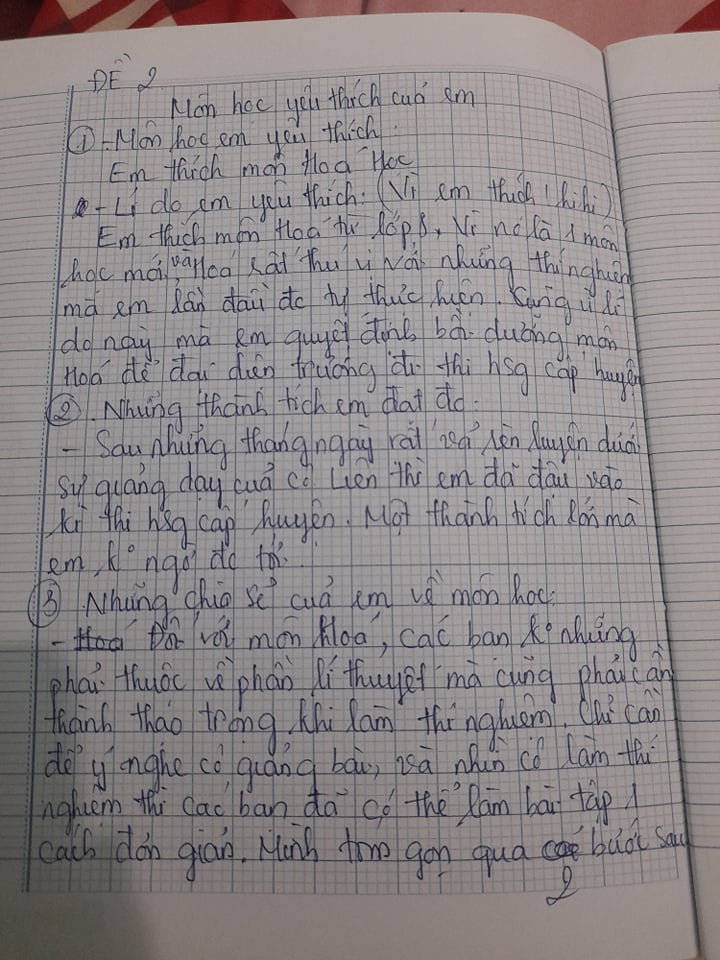 ĐỀ 2
Môn học yêu thích của em
① - Môn học em yêu thích:
Em thích môn Hoá Học
- Lí do em yêu thích: (Vì em thích! hihi)
Em thích môn Hoá từ lớp 8, Vì nó là 1 môn
học mới, và Hoá rất thú vị với những thí nghiệm
mà em lần đầu đc tự thực hiện. Cũng vì lí
do này mà em quyết định bồi dưỡng môn
Hoá để đại diện trường đi thi hsg cấp huyện
② Những thành tích em đạt đc:
- Sau những tháng ngày rất vả rèn luyện dưới
sự giảng dạy của cô Liên thì em đã đậu vào
kì thi hsg cấp huyện. Một thành tích lớn mà
em k° ngờ đc tới.
③ Những chia sẻ của em về môn học:
- Đối với môn Hoá, các bạn k° những
phải thuộc về phần lí thuyết mà cũng phải cần
thành thạo trong khi làm thí nghiệm. Chỉ cần
để ý nghe cô giảng bài, và nhìn cô làm thí
nghiệm thì các bạn đã có thể làm bài tập 1
cách đơn giản. Mình tóm gọn qua bước sau
2